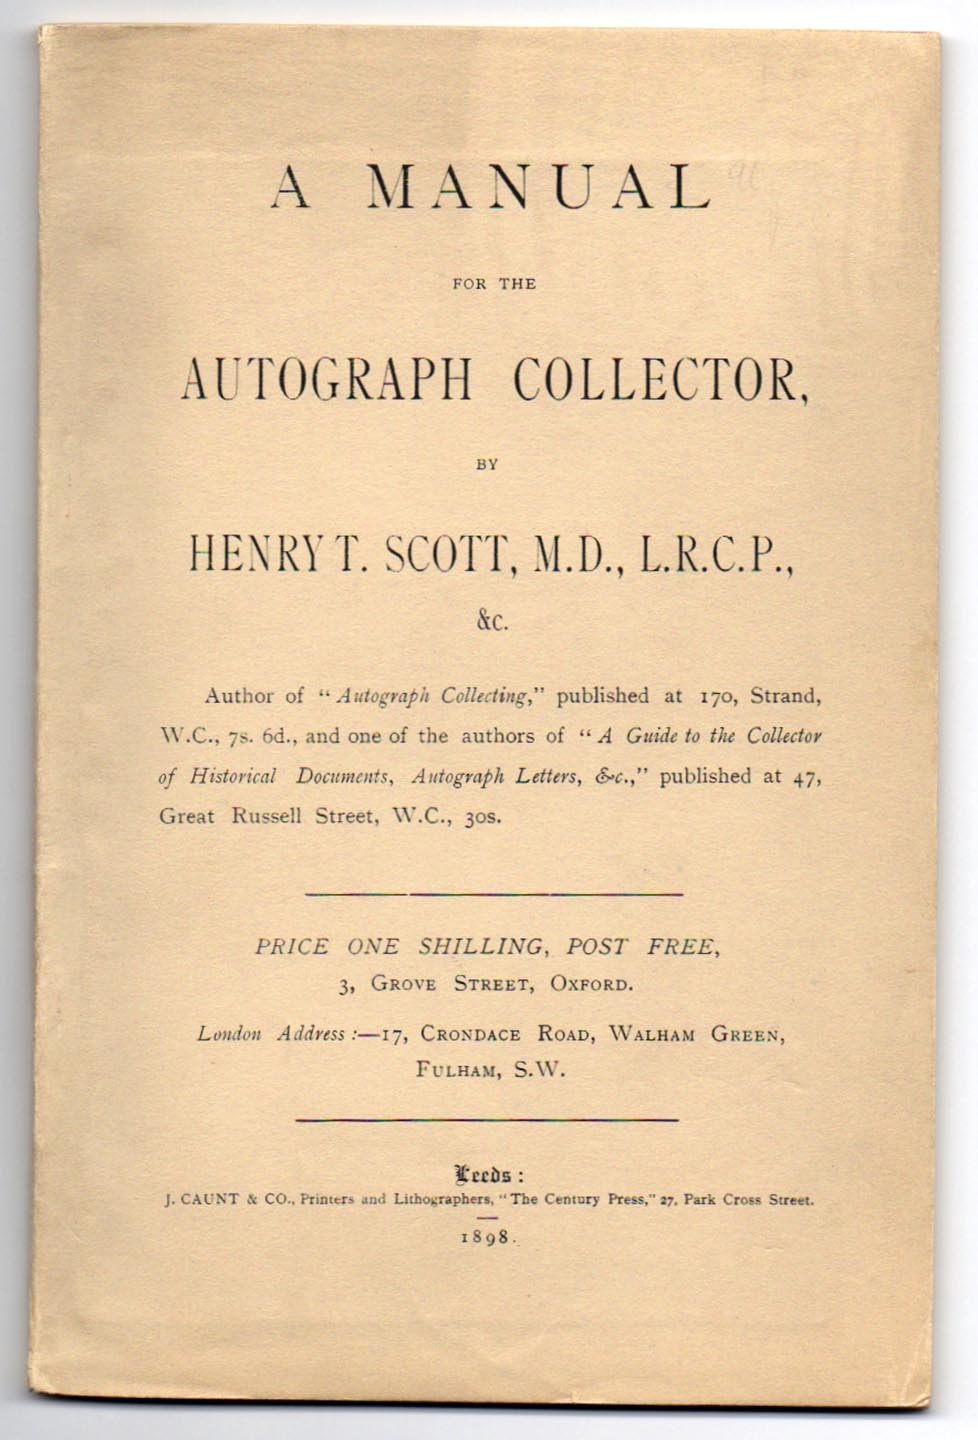 A MANUAL
FOR THE
AUTOGRAPH COLLECTOR,
BY
HENRY T. SCOTT, M.D., L.R.C.P.,
&c.
Author of "Autograph Collecting," published at 170, Strand,
W.C., 7s. 6d., and one of the authors of "A Guide to the Collector
of Historical Documents, Autograph Letters, &c.," published at 47,
Great Russell Street, W.C., 30s.
PRICE ONE SHILLING, POST FREE,
3, GROVE STREET, OXFORD.
London Address:—17, CRONDACE ROAD, WALHAM GREEN,
FULHAM, S.W.
Leeds:
J. CAUNT & CO., Printers and Lithographers, "The Century Press," 27, Park Cross Street.
1898.